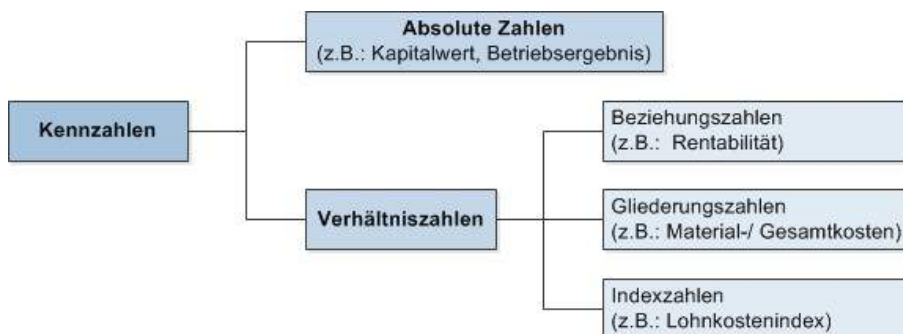 Absolute Zahlen
(z.B.: Kapitalwert, Betriebsergebnis)
Kennzahlen
Beziehungszahlen
(z.B.: Rentabilität)
Verhältniszahlen
Gliederungszahlen
(z.B.: Material-/ Gesamtkosten)
Indexzahlen
(z.B.: Lohnkostenindex)